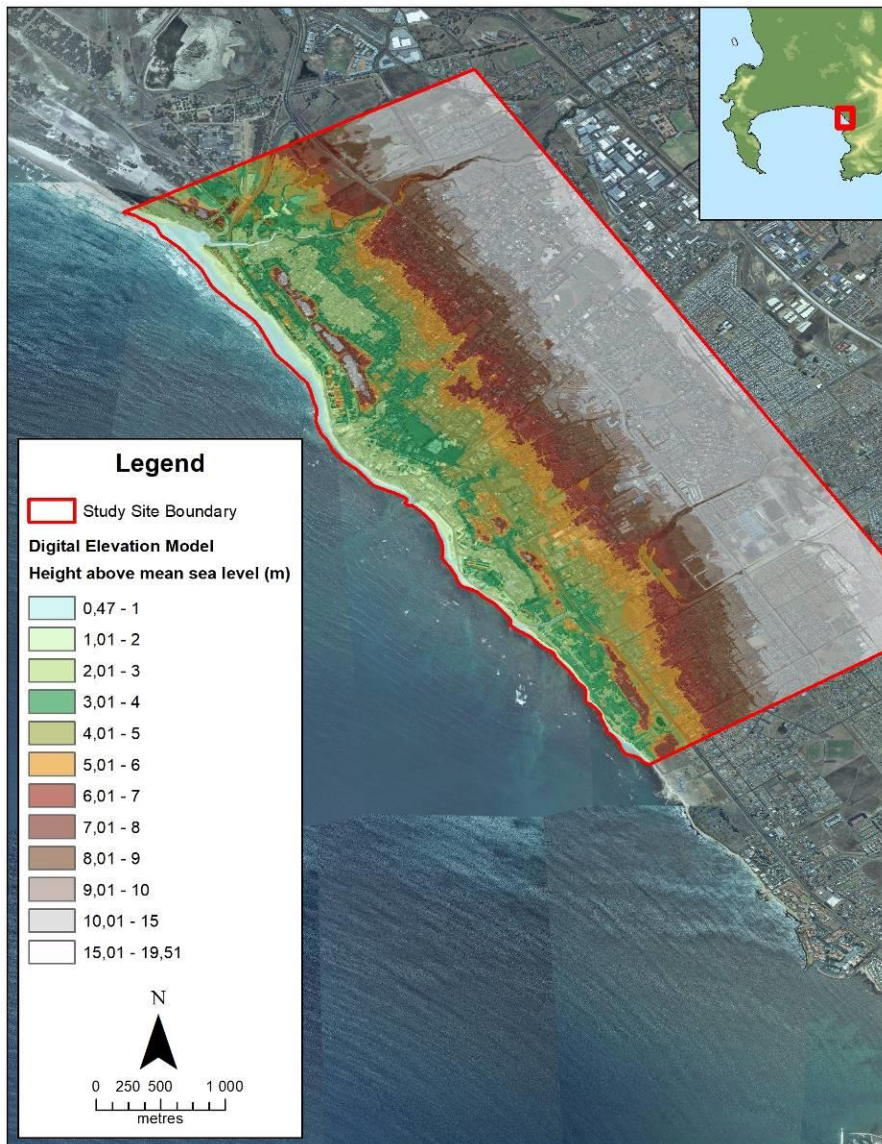 Legend
Study Site Boundary
Digital Elevation Model
Height above mean sea level (m)
0,47 - 1
1,01 - 2
2,01 - 3
3,01 - 4
4,01 - 5
5,01 - 6
6,01 - 7
7,01 - 8
8,01 - 9
9,01 - 10
10,01 - 15
15,01 - 19,51
N
0 250 500 1 000
metres